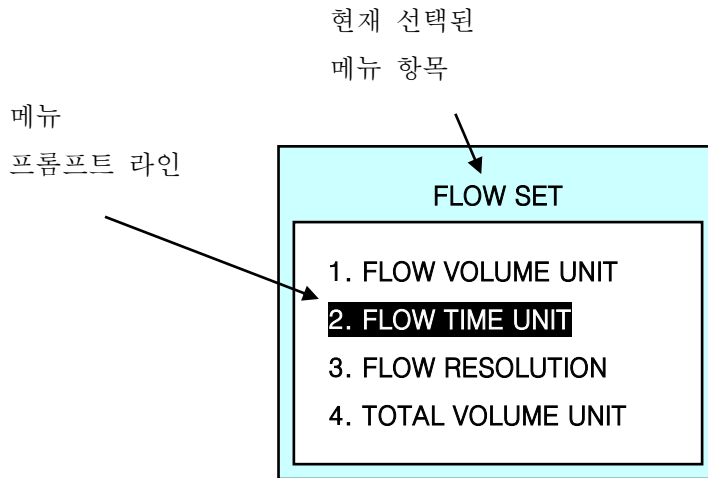 현재 선택된
메뉴 항목
메뉴
프롬프트 라인
FLOW SET
1. FLOW VOLUME UNIT
2. FLOW TIME UNIT
3. FLOW RESOLUTION
4. TOTAL VOLUME UNIT